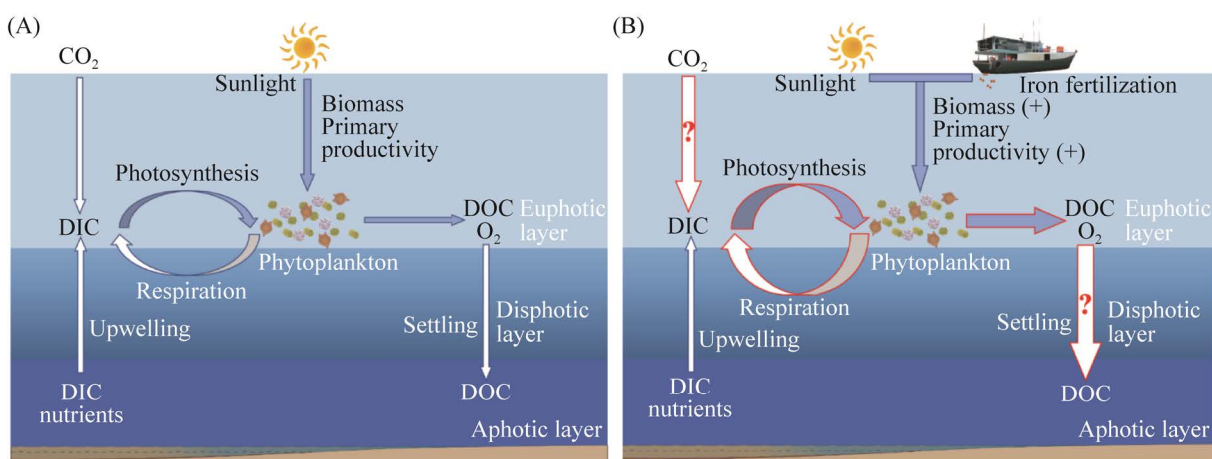 (A)
CO₂
Sunlight
Biomass
Primary
productivity
Photosynthesis
DIC
DOC
O₂
Euphotic
layer
Phytoplankton
Respiration
Upwelling
Settling
Disphotic
layer
DIC
nutrients
DOC
Aphotic layer
(B)
CO₂
Sunlight
Iron fertilization
?
Biomass (+)
Primary
productivity (+)
Photosynthesis
DIC
DOC
O₂
Euphotic
layer
Phytoplankton
Respiration
?
Upwelling
Settling
Disphotic
layer
DIC
nutrients
DOC
Aphotic layer